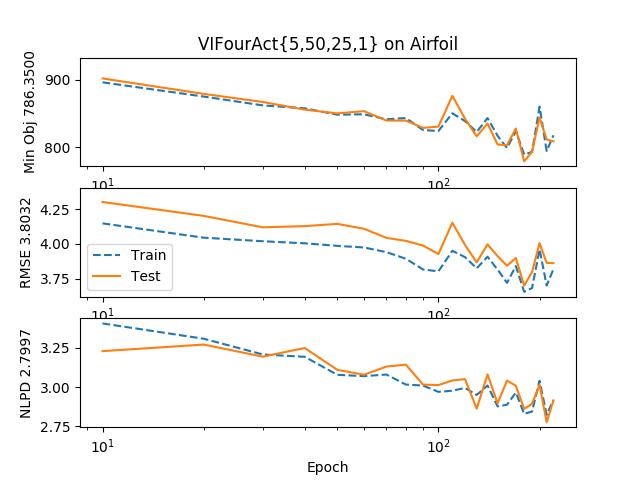 VIFourAct{5,50,25,1} on Airfoil
Min Obj 786.3500
900
800
10^1
10^2
RMSE 3.8032
4.25
4.00
3.75
Train
Test
10^1
10^2
NLPD 2.7997
3.25
3.00
2.75
10^1
10^2
Epoch